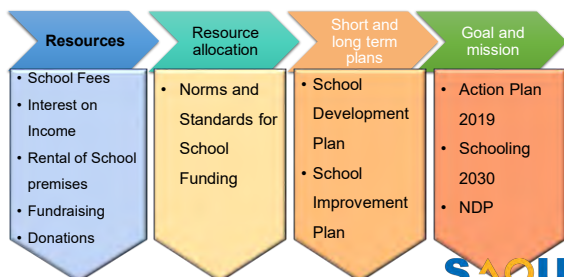 Resources
Resource
allocation
Short and
long term
plans
Goal and
mission
• School Fees
• Interest on
Income
• Rental of School
premises
• Fundraising
• Donations
• Norms and
Standards for
School
Funding
• School
Development
Plan
• School
Improvement
Plan
• Action Plan
2019
• Schooling
2030
• NDP